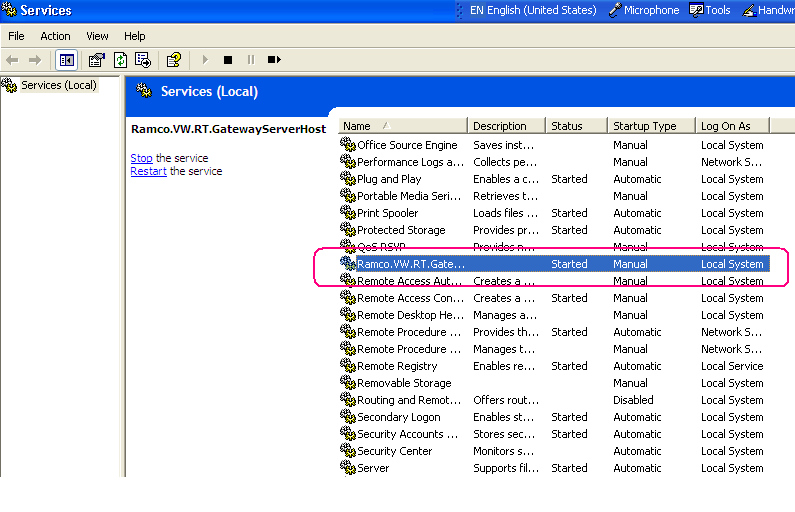 Services
EN English (United States) Microphone Tools Handwr
File Action View Help
Services (Local)
Services (Local)
Ramco.VW.RT.GatewayServerHost
Stop the service
Restart the service
Name Description Status Startup Type Log On As
Office Source Engine Saves inst... Manual Local System
Performance Logs a... Collects pe... Manual Network S...
Plug and Play Enables a c... Started Automatic Local System
Portable Media Seri... Retrieves t... Manual Local System
Print Spooler Loads files ... Started Automatic Local System
Protected Storage Provides pr... Started Automatic Local System
QoS RSVP Provides n... Manual Local System
Ramco.VW.RT.Gate... Started Manual Local System
Remote Access Aut... Creates a ... Manual Local System
Remote Access Con... Creates a ... Started Manual Local System
Remote Desktop He... Manages a... Manual Local System
Remote Procedure ... Provides th... Started Automatic Network S...
Remote Procedure ... Manages t... Manual Network S...
Remote Registry Enables re... Started Automatic Local Service
Removable Storage Manual Local System
Routing and Remot... Offers rout... Disabled Local System
Secondary Logon Enables st... Started Automatic Local System
Security Accounts ... Stores sec... Started Automatic Local System
Security Center Monitors s... Automatic Local System
Server Supports fil... Started Automatic Local System